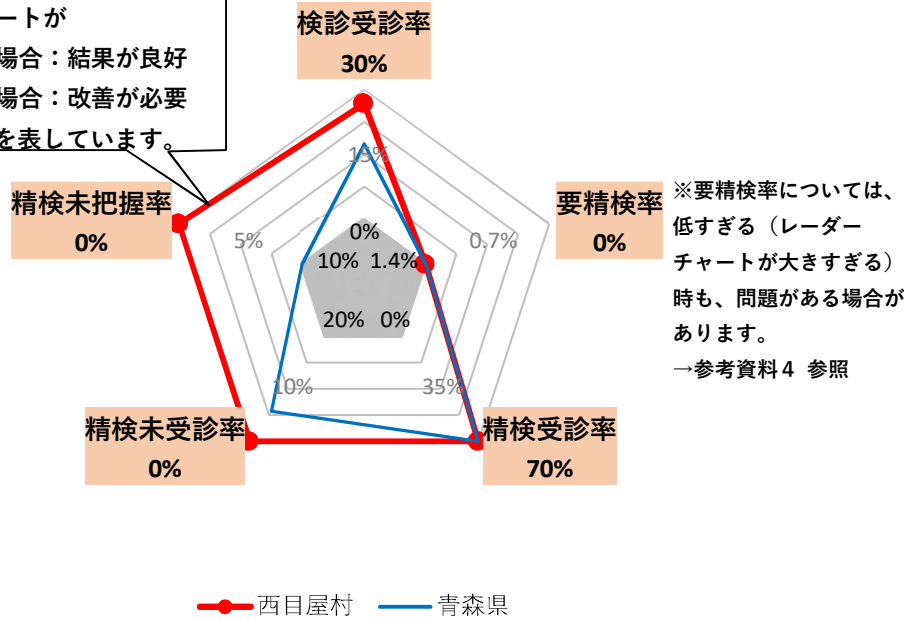 ートが
場合：結果が良好
場合：改善が必要
を表しています。
検診受診率
30%
15%
精検未把握率
0%
5%
0%
10% 1.4%
0.7%
要精検率
0%
※要精検率については、
低すぎる（レーダー
チャートが大きすぎる）
時も、問題がある場合が
あります。
→参考資料４ 参照
20% 0%
10%
35%
精検未受診率
0%
精検受診率
70%
西目屋村
青森県